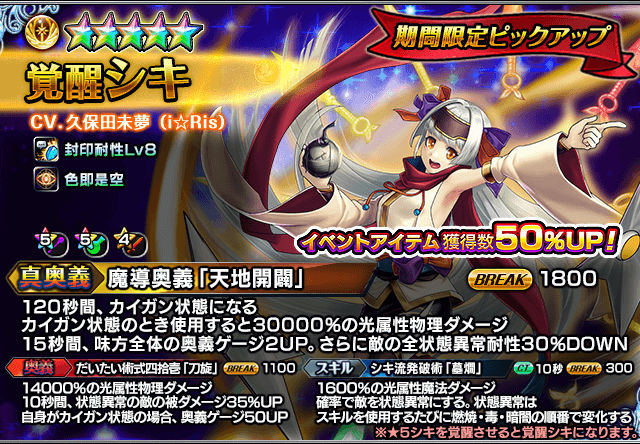 期間限定ピックアップ
覚醒シキ
CV.久保田未夢（i☆Ris）
封印耐性Lv8
色即是空
5 5 4
イベントアイテム獲得数50%UP!
真奥義 魔導奥義「天地開闢」 BREAK 1800
120秒間、カイガン状態になる
カイガン状態のとき使用すると30000%の光属性物理ダメージ
15秒間、味方全体の奥義ゲージ2UP。さらに敵の全状態異常耐性30%DOWN
奥義 だいたい術式四拾壱「刀旋」 BREAK 1100
14000%の光属性物理ダメージ
10秒間、状態異常の敵の被ダメージ35%UP
自身がカイガン状態の場合、奥義ゲージ50UP
スキル シキ流発破術「墓燗」 C.T. 10秒 BREAK 300
1600%の光属性魔法ダメージ
確率で敵を状態異常にする。状態異常は
スキルを使用するたびに燃焼・毒・暗闇の順番で変化する
※★5シキを覚醒させると覚醒シキになります。